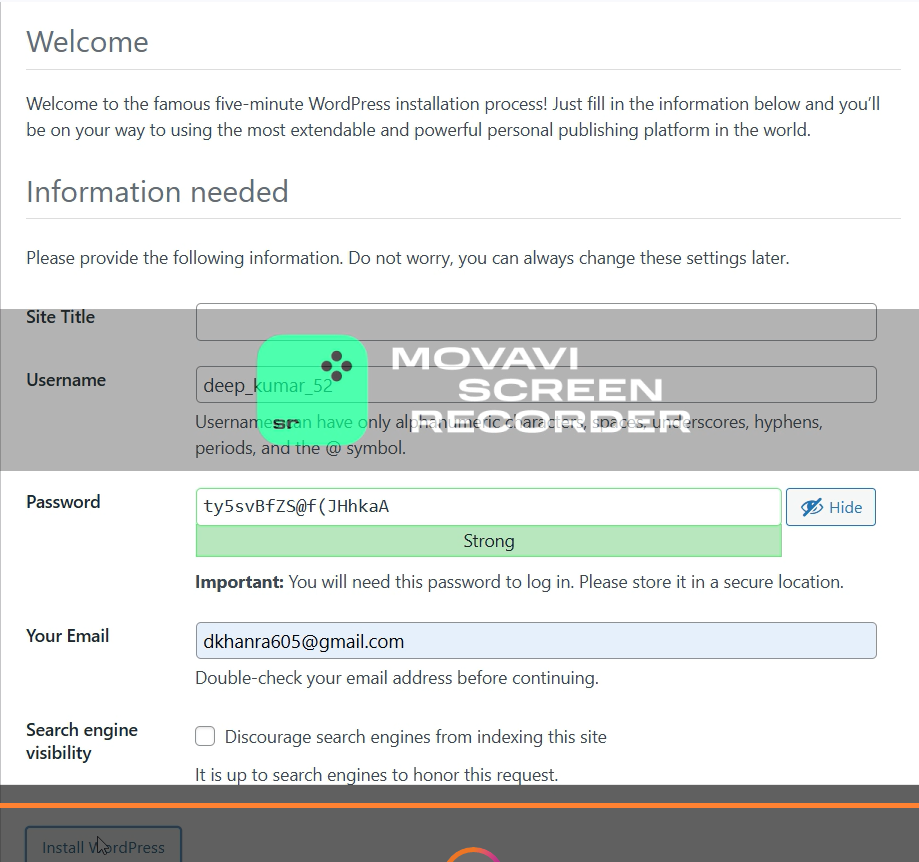 Welcome
Welcome to the famous five-minute WordPress installation process! Just fill in the information below and you’ll
be on your way to using the most extendable and powerful personal publishing platform in the world.
Information needed
Please provide the following information. Do not worry, you can always change these settings later.
Site Title
MOVAVI
SCREEN
RECORDER
sr
Username
deep_kumar_52
Usernames can have only alphanumeric characters, spaces, underscores, hyphens,
periods, and the @ symbol.
Password
ty5svBfZS@f(JHhkaA
Hide
Strong
Important: You will need this password to log in. Please store it in a secure location.
Your Email
dkhanra605@gmail.com
Double-check your email address before continuing.
Search engine
visibility
Discourage search engines from indexing this site
It is up to search engines to honor this request.
Install WordPress